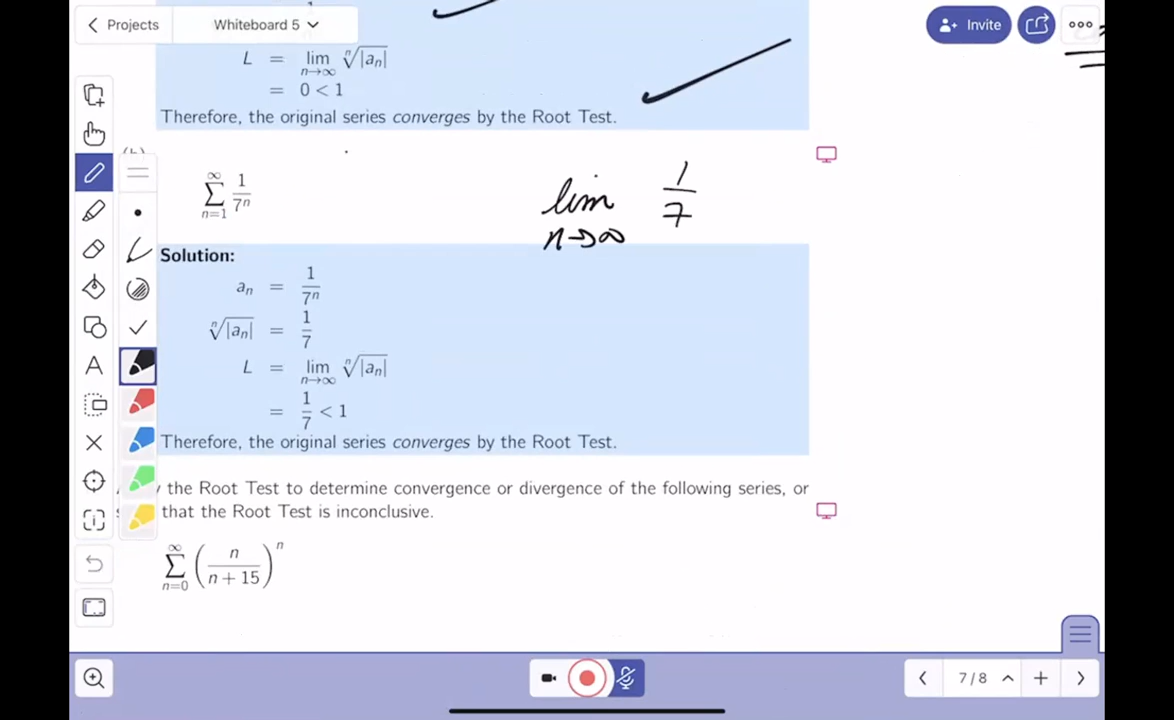 Projects
Whiteboard 5
Invite
L = lim n→∞ ⁿ√|aₙ|
= 0 < 1
Therefore, the original series converges by the Root Test.
∑ n=1 ∞ 1/7ⁿ
lim n→∞ 1/7
Solution:
aₙ = 1/7ⁿ
ⁿ√|aₙ| = 1/7
L = lim n→∞ ⁿ√|aₙ|
= 1/7 < 1
Therefore, the original series converges by the Root Test.
the Root Test to determine convergence or divergence of the following series, or
that the Root Test is inconclusive.
∑ n=0 ∞ (n/(n + 15))ⁿ
7/8